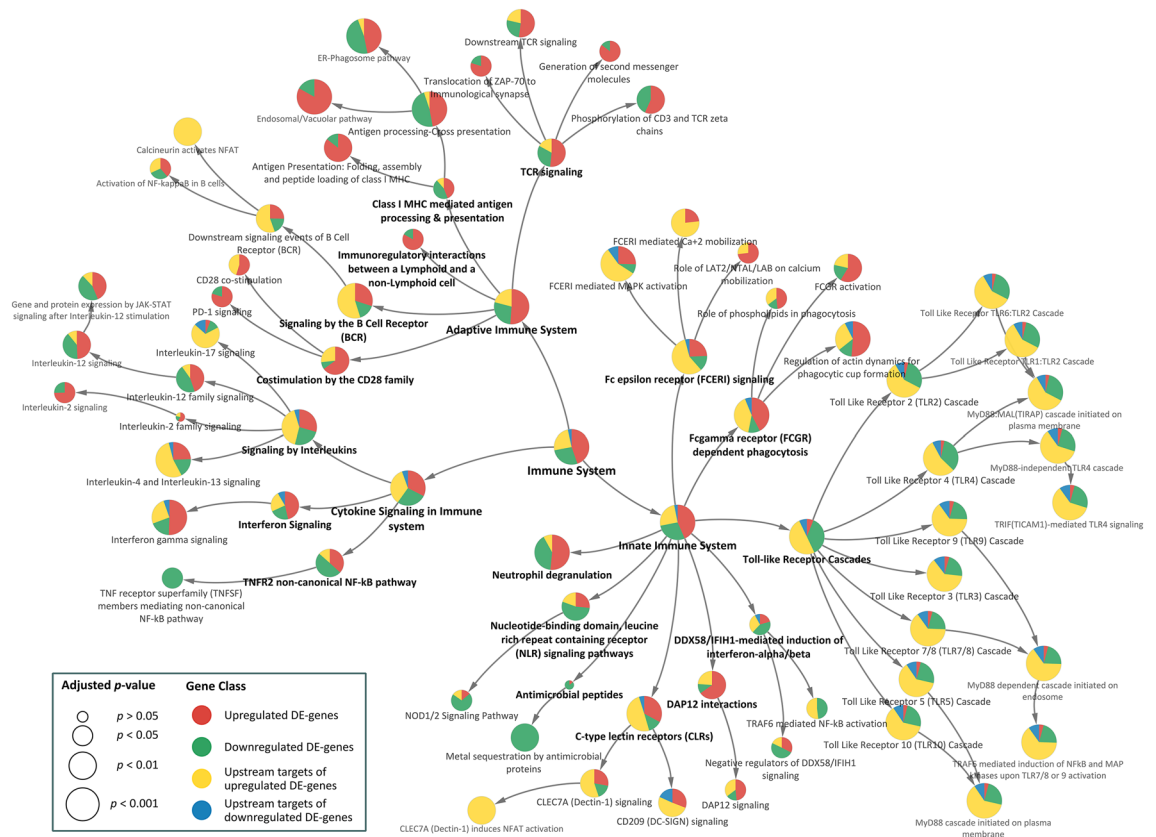 ER-Phagosome pathway
Downstream TCR signaling
Generation of second messenger
molecules
Translocation of ZAP-70 to
Immunological synapse
Endosomal/Vacuolar pathway
Phosphorylation of CD3 and TCR zeta
chains
Antigen processing-Cross presentation
Calcineurin activates NFAT
Antigen Presentation: Folding, assembly
and peptide loading of class I MHC
TCR signaling
Activation of NF-kappaB in B cells
Class I MHC mediated antigen
processing & presentation
Downstream signaling events of B Cell
Receptor (BCR)
Immunoregulatory interactions
between a Lymphoid and a
non-Lymphoid cell
FCERI mediated Ca+2 mobilization
Role of LAT2/NTAL/LAB on calcium
mobilization
FCERI mediated MAPK activation
FCGR activation
CD28 co-stimulation
Gene and protein expression by JAK-STAT
signaling after Interleukin-12 stimulation
PD-1 signaling
Signaling by the B Cell Receptor
(BCR)
Adaptive Immune System
Role of phospholipids in phagocytosis
Toll Like Receptor TLR6:TLR2 Cascade
Interleukin-17 signaling
Interleukin-12 signaling
Costimulation by the CD28 family
Fc epsilon receptor (FCERI) signaling
Regulation of actin dynamics for
phagocytic cup formation
Toll Like Receptor TLR1:TLR2 Cascade
Interleukin-12 family signaling
Toll Like Receptor 2 (TLR2) Cascade
Interleukin-2 signaling
Interleukin-2 family signaling
MyD88:MAL(TIRAP) cascade initiated on
plasma membrane
Signaling by Interleukins
Fcgamma receptor (FCGR)
dependent phagocytosis
Immune System
MyD88-independent TLR4 cascade
Interleukin-4 and Interleukin-13 signaling
Toll Like Receptor 4 (TLR4) Cascade
Cytokine Signaling in Immune
system
Interferon Signaling
Interferon gamma signaling
TRIF(TICAM1)-mediated TLR4 signaling
Innate Immune System
Toll-like Receptor Cascades
Toll Like Receptor 9 (TLR9) Cascade
Neutrophil degranulation
TNFR2 non-canonical NF-kB pathway
TNF receptor superfamily (TNFSF)
members mediating non-canonical
NF-kB pathway
Toll Like Receptor 3 (TLR3) Cascade
Nucleotide-binding domain, leucine
rich repeat containing receptor
(NLR) signaling pathways
DDX58/IFIH1-mediated induction of
interferon-alpha/beta
Toll Like Receptor 7/8 (TLR7/8) Cascade
MyD88 dependent cascade initiated on
endosome
Antimicrobial peptides
DAP12 interactions
Toll Like Receptor 5 (TLR5) Cascade
NOD1/2 Signaling Pathway
TRAF6 mediated NF-kB activation
C-type lectin receptors (CLRs)
Toll Like Receptor 10 (TLR10) Cascade
Metal sequestration by antimicrobial
proteins
Negative regulators of DDX58/IFIH1
signaling
TRAF6 mediated induction of NFkB and MAP
kinases upon TLR7/8 or 9 activation
CLEC7A (Dectin-1) signaling
DAP12 signaling
CD209 (DC-SIGN) signaling
CLEC7A (Dectin-1) induces NFAT activation
MyD88 cascade initiated on plasma
membrane
Adjusted p-value
p > 0.05
p < 0.05
p < 0.01
p < 0.001
Gene Class
Upregulated DE-genes
Downregulated DE-genes
Upstream targets of
upregulated DE-genes
Upstream targets of
downregulated DE-genes